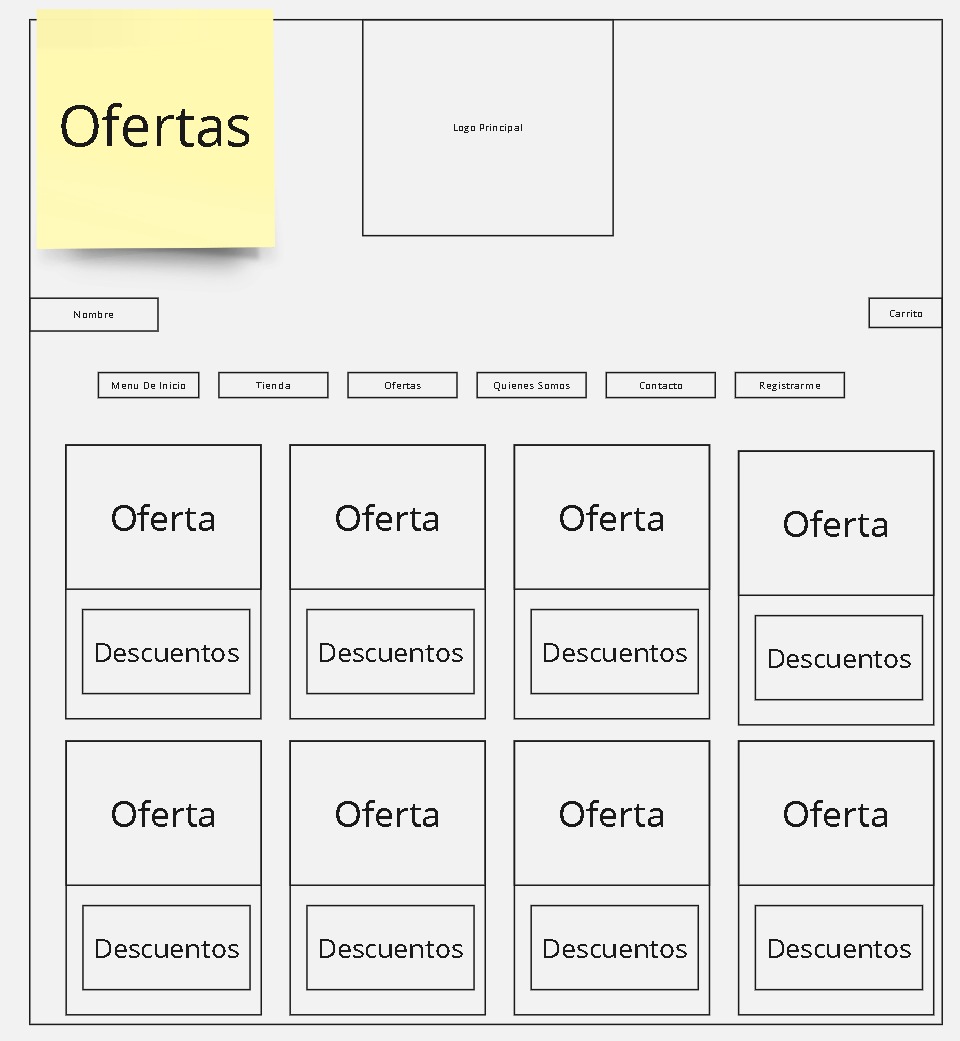 Ofertas
Logo Principal
Nombre
Carrito
Menu De Inicio
Tienda
Ofertas
Quienes Somos
Contacto
Registrarme
Oferta
Oferta
Oferta
Oferta
Descuentos
Descuentos
Descuentos
Descuentos
Oferta
Oferta
Oferta
Oferta
Descuentos
Descuentos
Descuentos
Descuentos